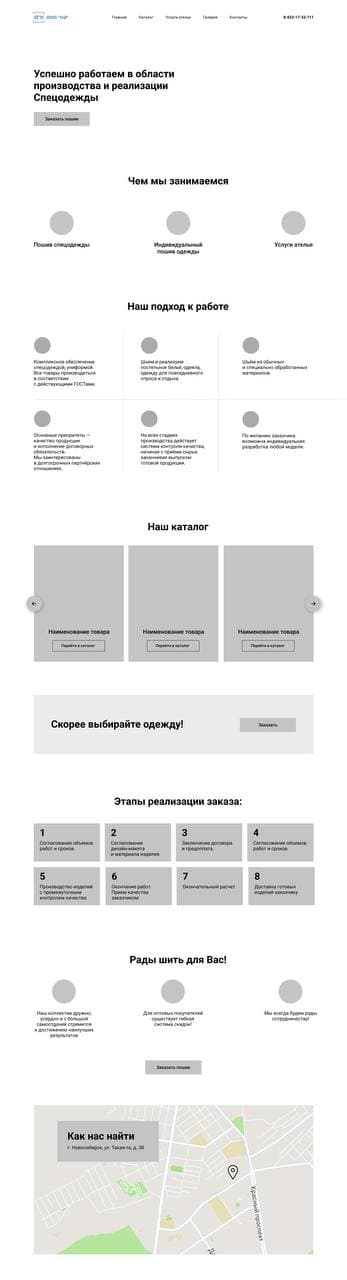 ООО "КФ"
Главная Каталог Услуги ателье Галерея Контакты
8-923-17-33-711
Успешно работаем в области
производства и реализации
Спецодежды
Заказать пошив
Чем мы занимаемся
Пошив спецодежды
Индивидуальный
пошив одежды
Услуги ателье
Наш подход к работе
Комплексное обеспечение
спецодеждой, униформой.
Все товары производиться
в соответствии
с действующими ГОСТами.
Шьем и реализуем
постельное бельё, одеяла,
одежду для повседневного
спроса и отдыха.
Шьём из обычных
и специально обработанных
материалов.
Основные приоритеты —
качество продукции
и исполнение договорных
обязательств.
Мы заинтересованы
в долгосрочных партнёрских
отношениях.
На всех стадиях
производства действует
система контроля качества,
начиная с приёма сырья,
заканчивая выпуском
готовой продукции.
По желанию заказчика
возможна индивидуальная
разработка любой модели.
Наш каталог
Наименование товара
Перейти в каталог
Наименование товара
Перейти в каталог
Наименование товара
Перейти в каталог
Скорее выбирайте одежду!
Заказать
Этапы реализации заказа:
1
Согласование объемов
работ и сроков
2
Согласование
дизайн-макета
и материала изделия
3
Заключение договора
и предоплата
4
Согласование объемов
работ и сроков
5
Производство изделий
с промежуточным
контролем качества
6
Окончание работ.
Прием качества
заказчиком
7
Окончательный расчет
8
Доставка готовых
изделий заказчику
Рады шить для Вас!
Наш коллектив дружно,
усердно и с большой
самоотдачей стремится
к достижению наилучших
результатов
Для оптовых покупателей
существует гибкая
система скидок!
Мы всегда будем рады
сотрудничеству!
Заказать пошив
Как нас найти
г. Новосибирск, ул. Такая-то, д. 38
Красный проспект